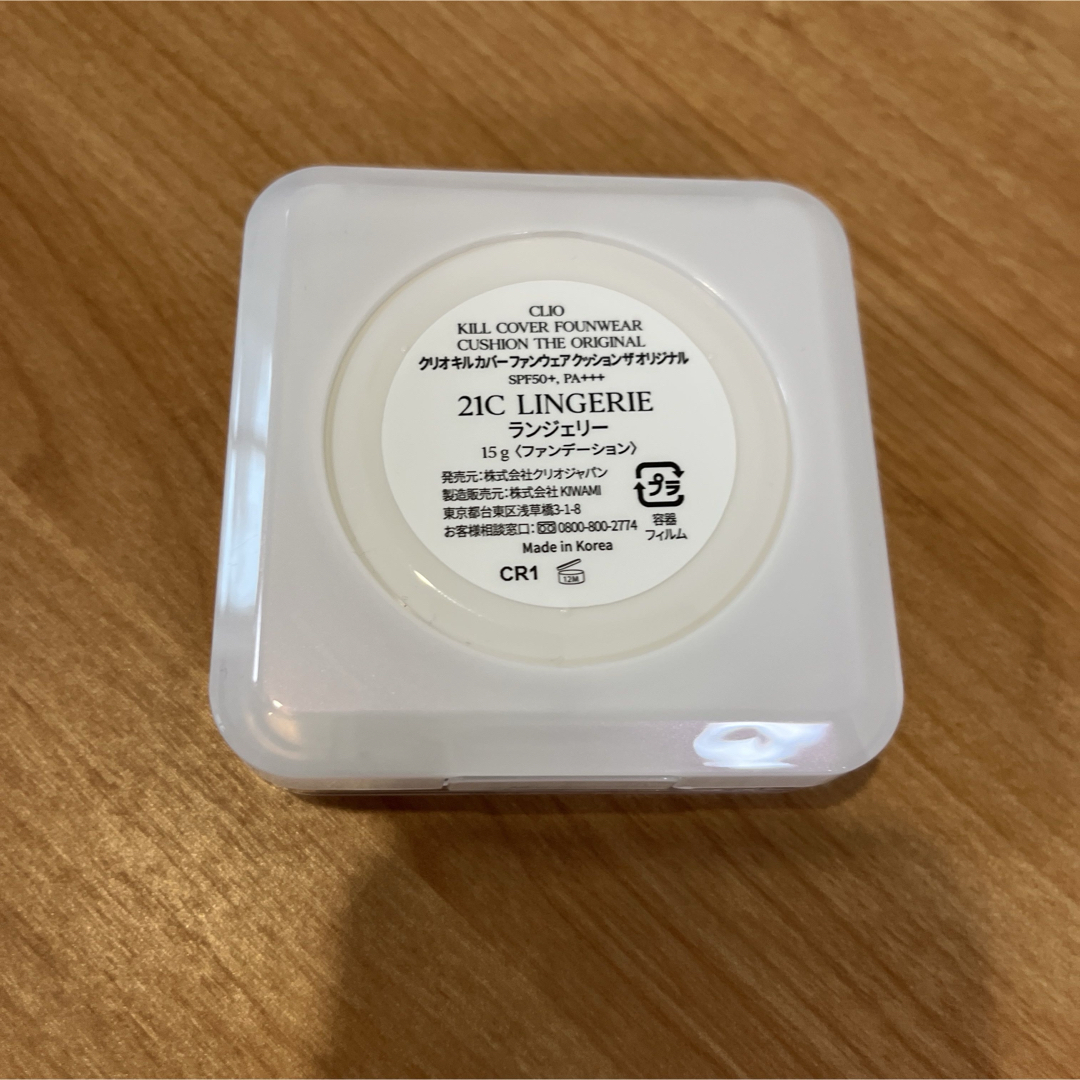 CLIO
KILL COVER FOUNWEAR
CUSHION THE ORIGINAL
クリオ キル カバー ファンウェア クッション ザ オリジナル
SPF50+, PA+++
21C LINGERIE
ランジェリー
15 g 〈ファンデーション〉
発売元：株式会社クリオジャパン
製造販売元：株式会社 KIWAMI
東京都台東区浅草橋3-1-8
お客様相談窓口：0800-800-2774
プラ
容器
フィルム
Made in Korea
CR1
12M